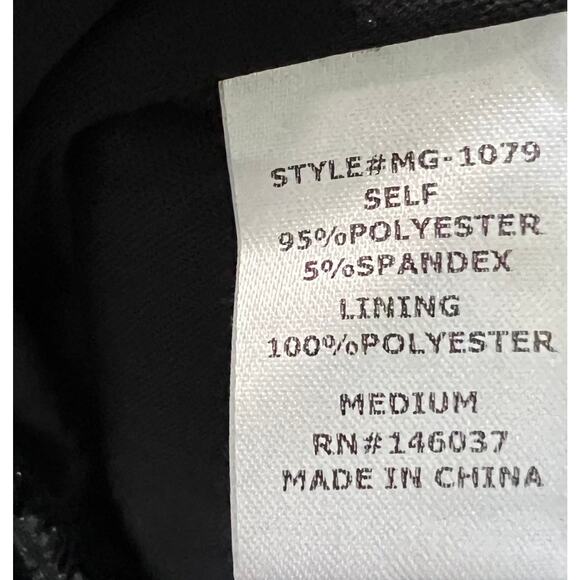 STYLE#MG-1079
SELF
95%POLYESTER
5%SPANDEX
LINING
100%POLYESTER
MEDIUM
RN#146037
MADE IN CHINA